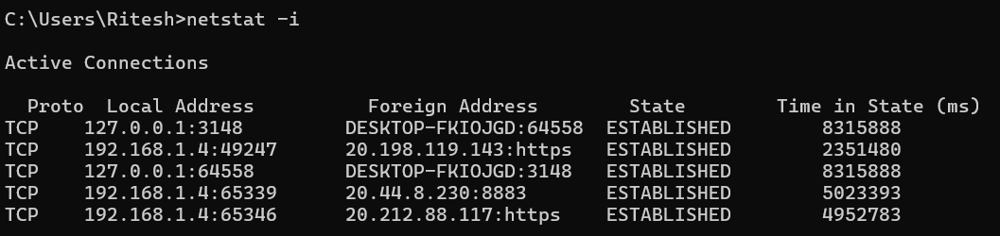 C:\Users\Ritesh>netstat -i
Active Connections
Proto Local Address Foreign Address State Time in State (ms)
TCP 127.0.0.1:3148 DESKTOP-FKIOJGD:64558 ESTABLISHED 8315888
TCP 192.168.1.4:49247 20.198.119.143:https ESTABLISHED 2351480
TCP 127.0.0.1:64558 DESKTOP-FKIOJGD:3148 ESTABLISHED 8315888
TCP 192.168.1.4:65339 20.44.8.230:8883 ESTABLISHED 5023393
TCP 192.168.1.4:65346 20.212.88.117:https ESTABLISHED 4952783